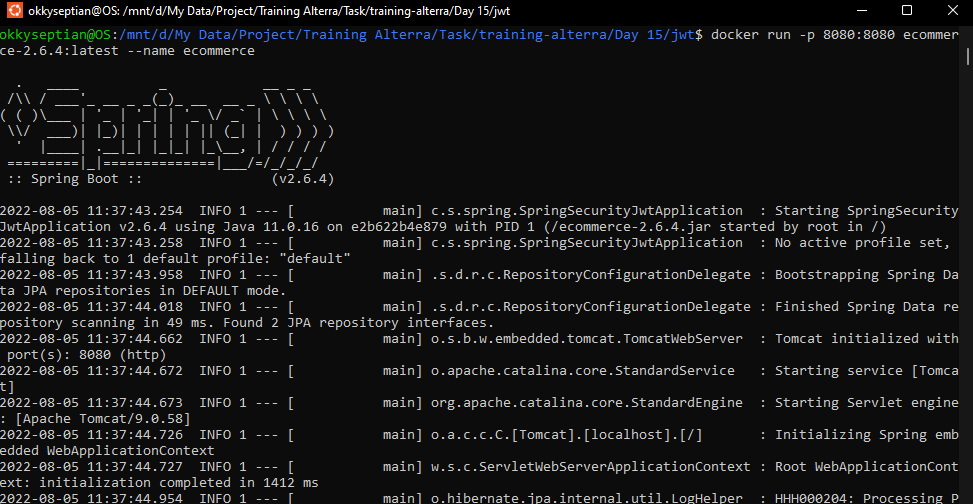 okkyseptian@OS: /mnt/d/My Data/Project/Training Alterra/Task/training-alterra/Day 15/jwt
okkyseptian@OS:/mnt/d/My Data/Project/Training Alterra/Task/training-alterra/Day 15/jwt$ docker run -p 8080:8080 ecommer
ce-2.6.4:latest --name ecommerce
  .   ____          _            __ _ _
 /\\ / ___'_ __ _ _(_)_ __  __ _ \ \ \ \
( ( )\___ | '_ | '_| | '_ \/ _` | \ \ \ \
 \\/  ___)| |_)| | | | | || (_| |  ) ) ) )
  '  |____| .__|_| |_|_| |_\__, | / / / /
 =========|_|==============|___/=/_/_/_/
 :: Spring Boot ::                (v2.6.4)
2022-08-05 11:37:43.254  INFO 1 --- [           main] c.s.spring.SpringSecurityJwtApplication  : Starting SpringSecurity
JwtApplication v2.6.4 using Java 11.0.16 on e2b622b4e879 with PID 1 (/ecommerce-2.6.4.jar started by root in /)
2022-08-05 11:37:43.258  INFO 1 --- [           main] c.s.spring.SpringSecurityJwtApplication  : No active profile set,
falling back to 1 default profile: "default"
2022-08-05 11:37:43.958  INFO 1 --- [           main] .s.d.r.c.RepositoryConfigurationDelegate : Bootstrapping Spring Da
ta JPA repositories in DEFAULT mode.
2022-08-05 11:37:44.018  INFO 1 --- [           main] .s.d.r.c.RepositoryConfigurationDelegate : Finished Spring Data re
pository scanning in 49 ms. Found 2 JPA repository interfaces.
2022-08-05 11:37:44.662  INFO 1 --- [           main] o.s.b.w.embedded.tomcat.TomcatWebServer  : Tomcat initialized with
 port(s): 8080 (http)
2022-08-05 11:37:44.672  INFO 1 --- [           main] o.apache.catalina.core.StandardService   : Starting service [Tomca
t]
2022-08-05 11:37:44.673  INFO 1 --- [           main] org.apache.catalina.core.StandardEngine  : Starting Servlet engine
: [Apache Tomcat/9.0.58]
2022-08-05 11:37:44.726  INFO 1 --- [           main] o.a.c.c.C.[Tomcat].[localhost].[/]       : Initializing Spring emb
edded WebApplicationContext
2022-08-05 11:37:44.727  INFO 1 --- [           main] w.s.c.ServletWebServerApplicationContext : Root WebApplicationCont
ext: initialization completed in 1412 ms
2022-08-05 11:37:44.954  INFO 1 --- [           main] o.hibernate.jpa.internal.util.LogHelper  : HHH000204: Processing P